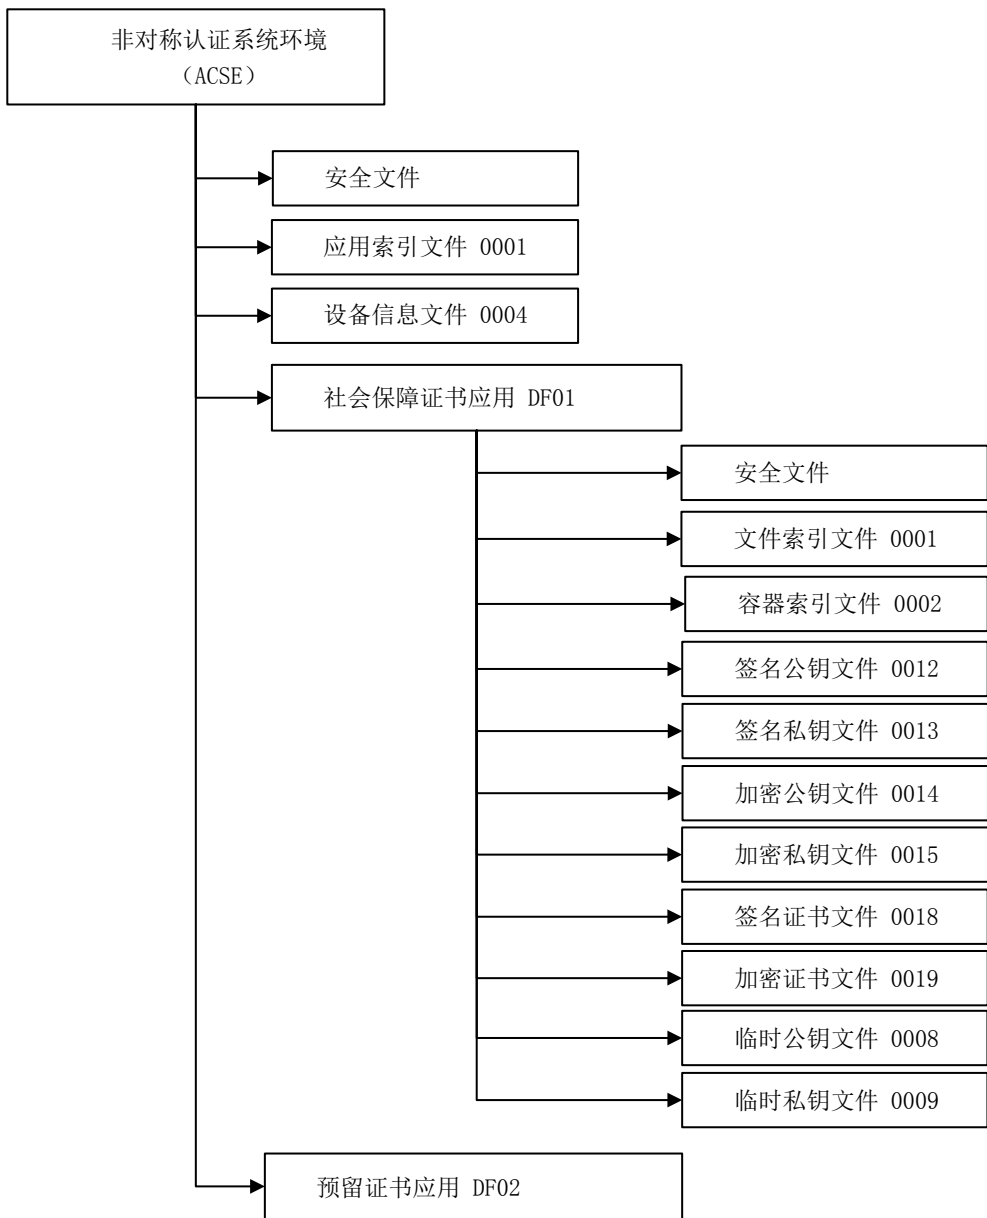 非对称认证系统环境
（ACSE）
安全文件
应用索引文件 0001
设备信息文件 0004
社会保障证书应用 DF01
安全文件
文件索引文件 0001
容器索引文件 0002
签名公钥文件 0012
签名私钥文件 0013
加密公钥文件 0014
加密私钥文件 0015
签名证书文件 0018
加密证书文件 0019
临时公钥文件 0008
临时私钥文件 0009
预留证书应用 DF02